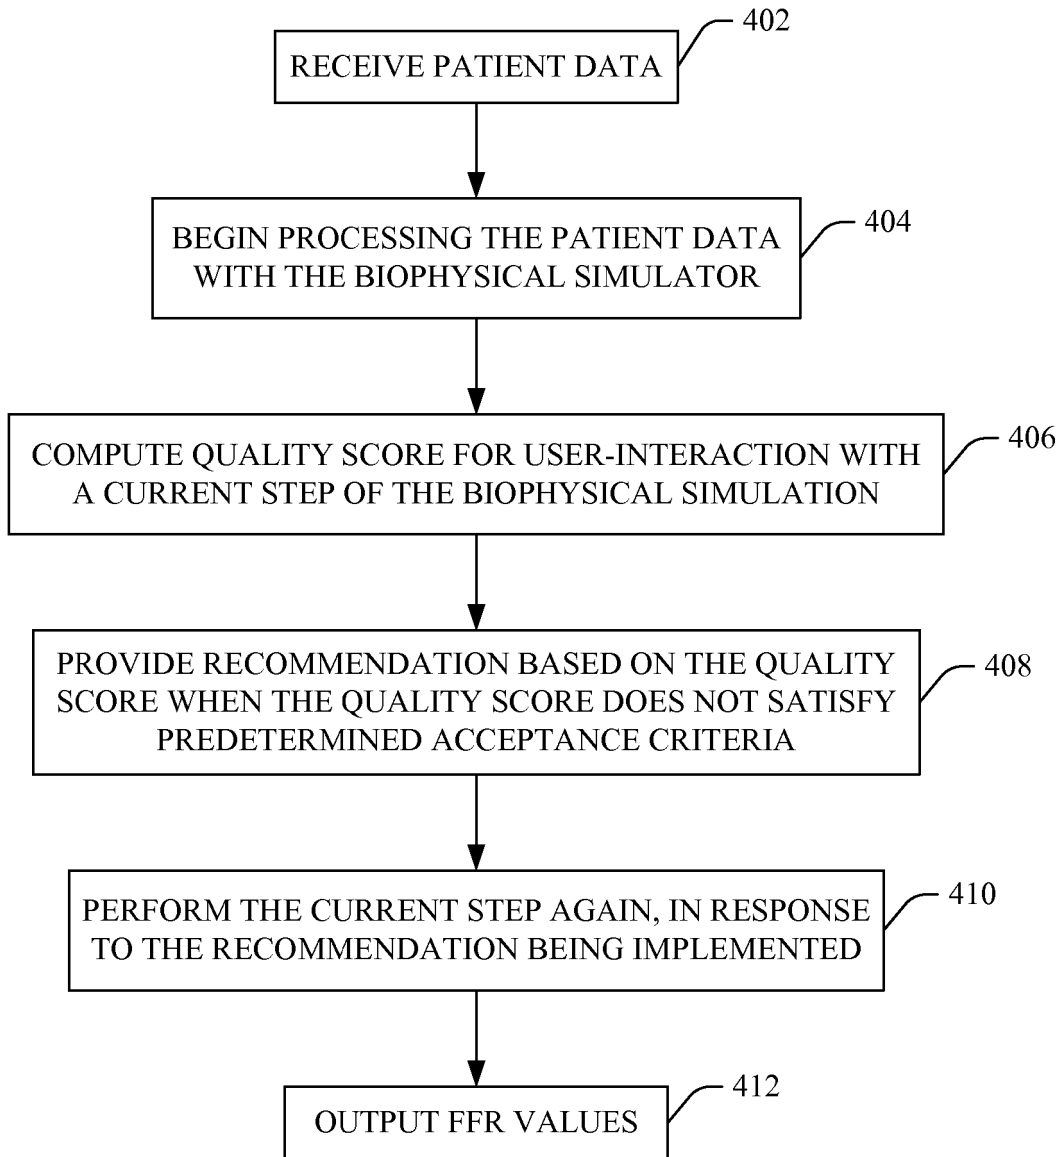 402
RECEIVE PATIENT DATA
404
BEGIN PROCESSING THE PATIENT DATA
WITH THE BIOPHYSICAL SIMULATOR
406
COMPUTE QUALITY SCORE FOR USER-INTERACTION WITH
A CURRENT STEP OF THE BIOPHYSICAL SIMULATION
408
PROVIDE RECOMMENDATION BASED ON THE QUALITY
SCORE WHEN THE QUALITY SCORE DOES NOT SATISFY
PREDETERMINED ACCEPTANCE CRITERIA
410
PERFORM THE CURRENT STEP AGAIN, IN RESPONSE
TO THE RECOMMENDATION BEING IMPLEMENTED
412
OUTPUT FFR VALUES